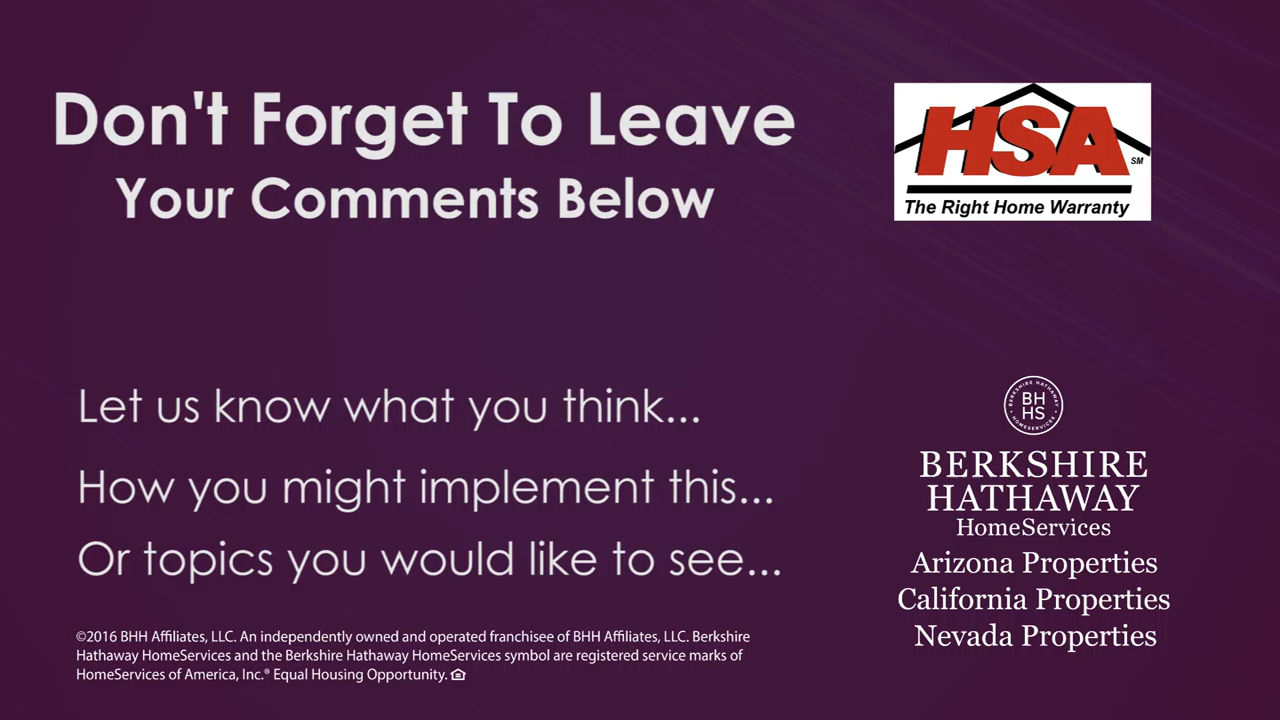 Don't Forget To Leave
Your Comments Below
HSA SM
The Right Home Warranty
Let us know what you think...
How you might implement this...
Or topics you would like to see...
BERKSHIRE HATHAWAY
HOMESERVICES
BH
HS
BERKSHIRE
HATHAWAY
HomeServices
Arizona Properties
California Properties
Nevada Properties
©2016 BHH Affiliates, LLC. An independently owned and operated franchisee of BHH Affiliates, LLC. Berkshire
Hathaway HomeServices and the Berkshire Hathaway HomeServices symbol are registered service marks of
HomeServices of America, Inc.® Equal Housing Opportunity.